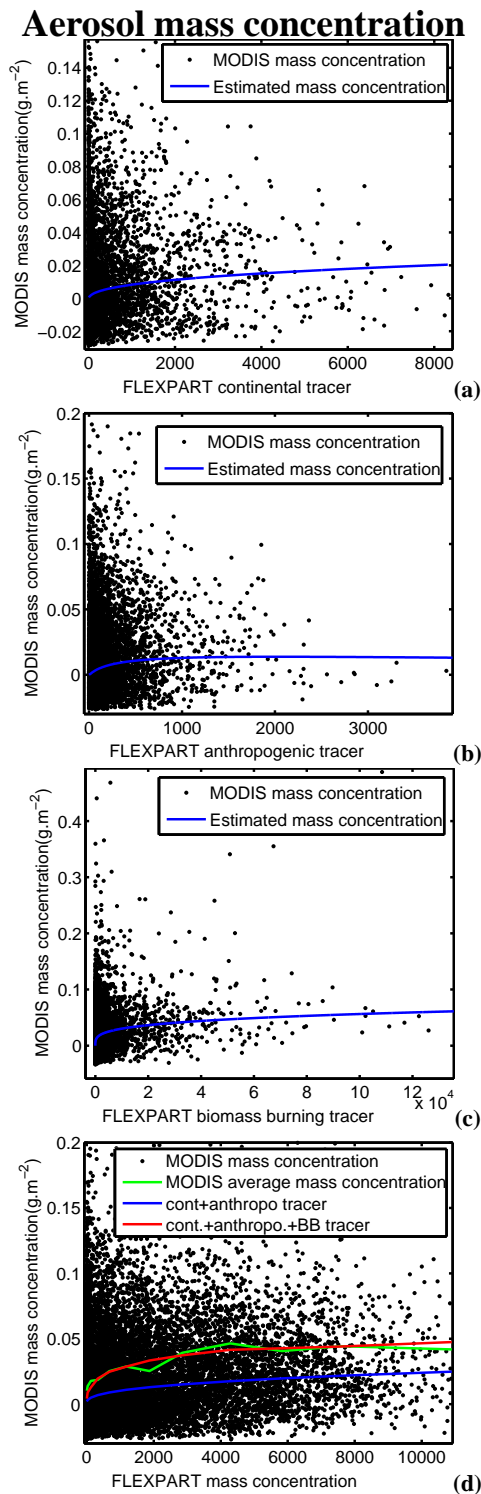 Aerosol mass concentration
MODIS mass concentration
Estimated mass concentration
MODIS mass concentration(g.m−2)
0.14
0.12
0.1
0.08
0.06
0.04
0.02
0
−0.02
0 2000 4000 6000 8000
FLEXPART continental tracer
(a)
MODIS mass concentration
Estimated mass concentration
MODIS mass concentration(g.m−2)
0.2
0.15
0.1
0.05
0
0 1000 2000 3000
FLEXPART anthropogenic tracer
(b)
MODIS mass concentration
Estimated mass concentration
MODIS mass concentration(g.m−2)
0.4
0.3
0.2
0.1
0
0 2 4 6 8 10 12
x 10^4
FLEXPART biomass burning tracer
(c)
MODIS mass concentration
MODIS average mass concentration
cont+anthropo tracer
cont.+anthropo.+BB tracer
MODIS mass concentration(g.m−2)
0.2
0.15
0.1
0.05
0
0 2000 4000 6000 8000 10000
FLEXPART mass concentration
(d)